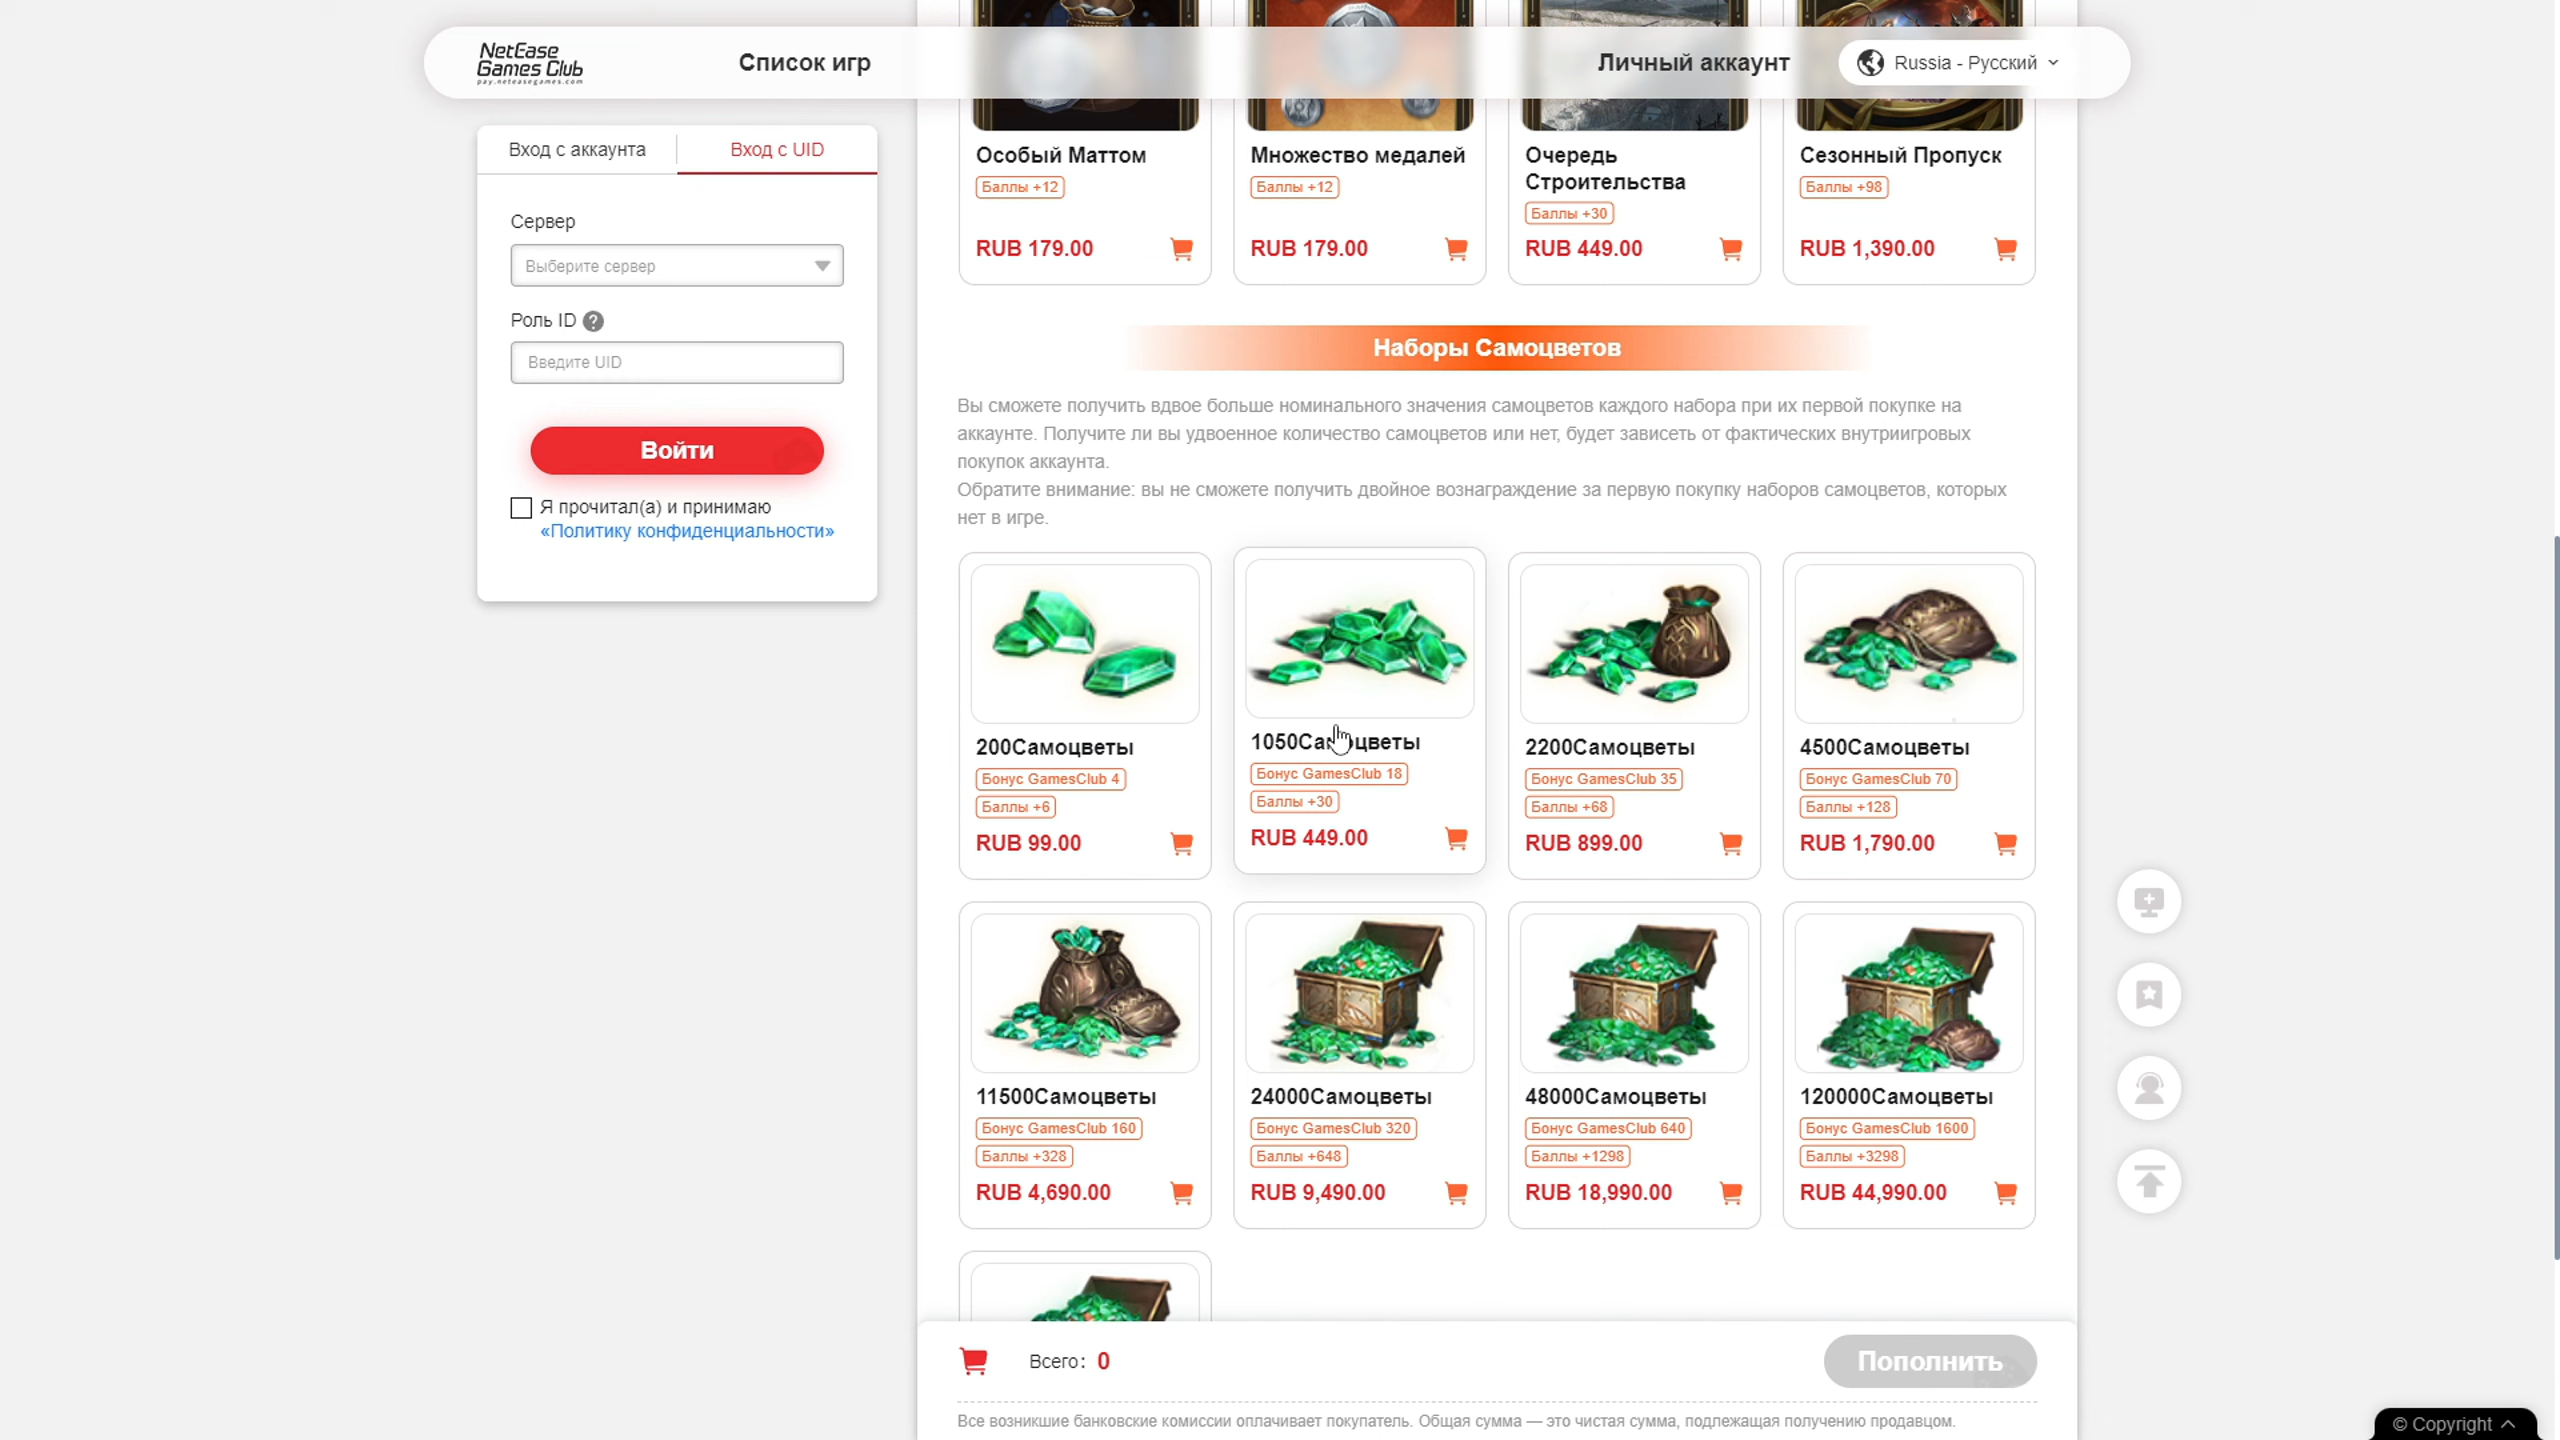 NetEase
Games Club
pay.neteasegames.com
Список игр
Личный аккаунт
Russia - Русский
Вход с аккаунта
Вход с UID
Сервер
Выберите сервер
Роль ID
Введите UID
Войти
Я прочитал(а) и принимаю
«Политику конфиденциальности»
Особый Маттом
Баллы +12
RUB 179.00
Множество медалей
Баллы +12
RUB 179.00
Очередь
Строительства
Баллы +30
RUB 449.00
Сезонный Пропуск
Баллы +98
RUB 1,390.00
Наборы Самоцветов
Вы сможете получить вдвое больше номинального значения самоцветов каждого набора при их первой покупке на
аккаунте. Получите ли вы удвоенное количество самоцветов или нет, будет зависеть от фактических внутриигровых
покупок аккаунта.
Обратите внимание: вы не сможете получить двойное вознаграждение за первую покупку наборов самоцветов, которых
нет в игре.
200Самоцветы
Бонус GamesClub 4
Баллы +6
RUB 99.00
1050Самоцветы
Бонус GamesClub 18
Баллы +30
RUB 449.00
2200Самоцветы
Бонус GamesClub 35
Баллы +68
RUB 899.00
4500Самоцветы
Бонус GamesClub 70
Баллы +128
RUB 1,790.00
11500Самоцветы
Бонус GamesClub 160
Баллы +328
RUB 4,690.00
24000Самоцветы
Бонус GamesClub 320
Баллы +648
RUB 9,490.00
48000Самоцветы
Бонус GamesClub 640
Баллы +1298
RUB 18,990.00
120000Самоцветы
Бонус GamesClub 1600
Баллы +3298
RUB 44,990.00
Всего: 0
Пополнить
Все возникшие банковские комиссии оплачивает покупатель. Общая сумма — это чистая сумма, подлежащая получению продавцом.
© Copyright